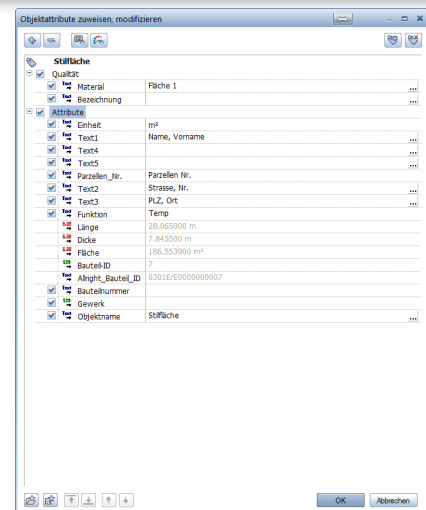 Objektattribute zuweisen, modifizieren
Stilfläche
Qualität
Material Fläche 1 ...
Bezeichnung ...
Attribute
Einheit m²
Text1 Name, Vorname ...
Text4 ...
Text5 ...
Parzellen_Nr. Parzellen Nr.
Text2 Strasse, Nr. ...
Text3 PLZ, Ort ...
Funktion Temp
Länge 28.065000 m
Dicke 7.845500 m
Fläche 186.553900 m²
Bauteil-ID 7
Allright_Bauteil_ID 0301ErE0000000007
Bauteilnummer
Gewerk
Objektname Stilfläche ...
OK Abbrechen